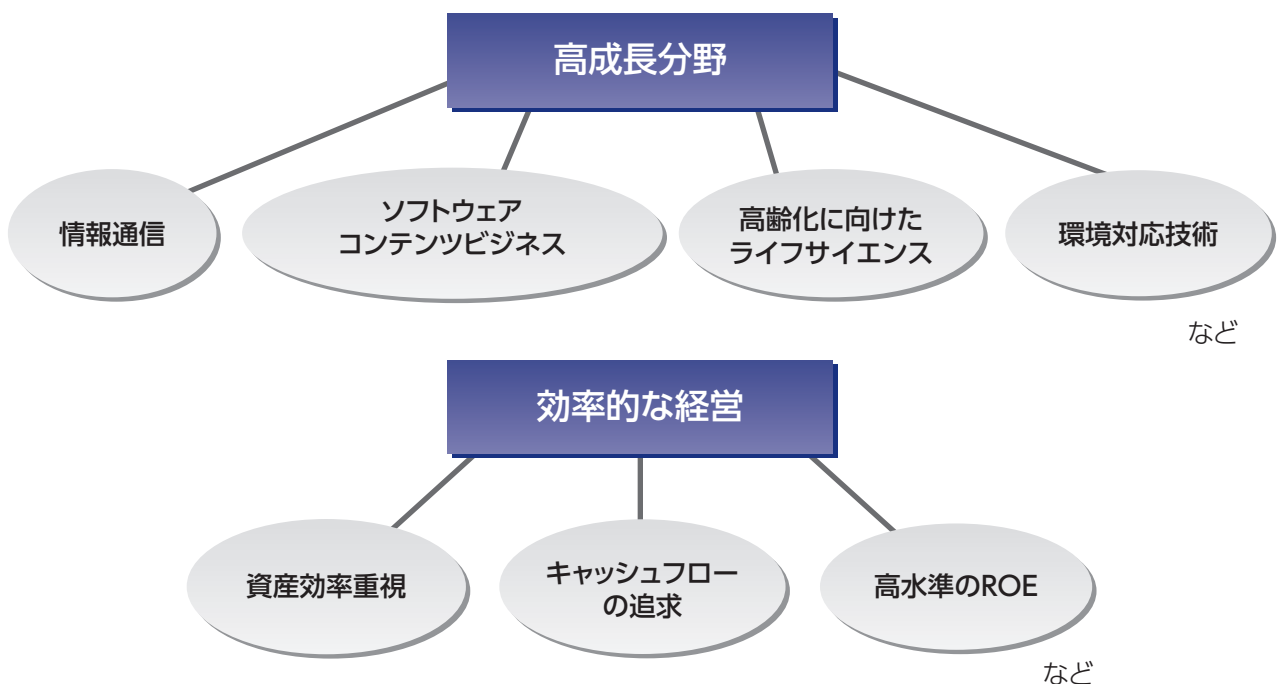 高成長分野
情報通信
ソフトウェア
コンテンツビジネス
高齢化に向けた
ライフサイエンス
環境対応技術
など
効率的な経営
資産効率重視
キャッシュフロー
の追求
高水準のROE
など